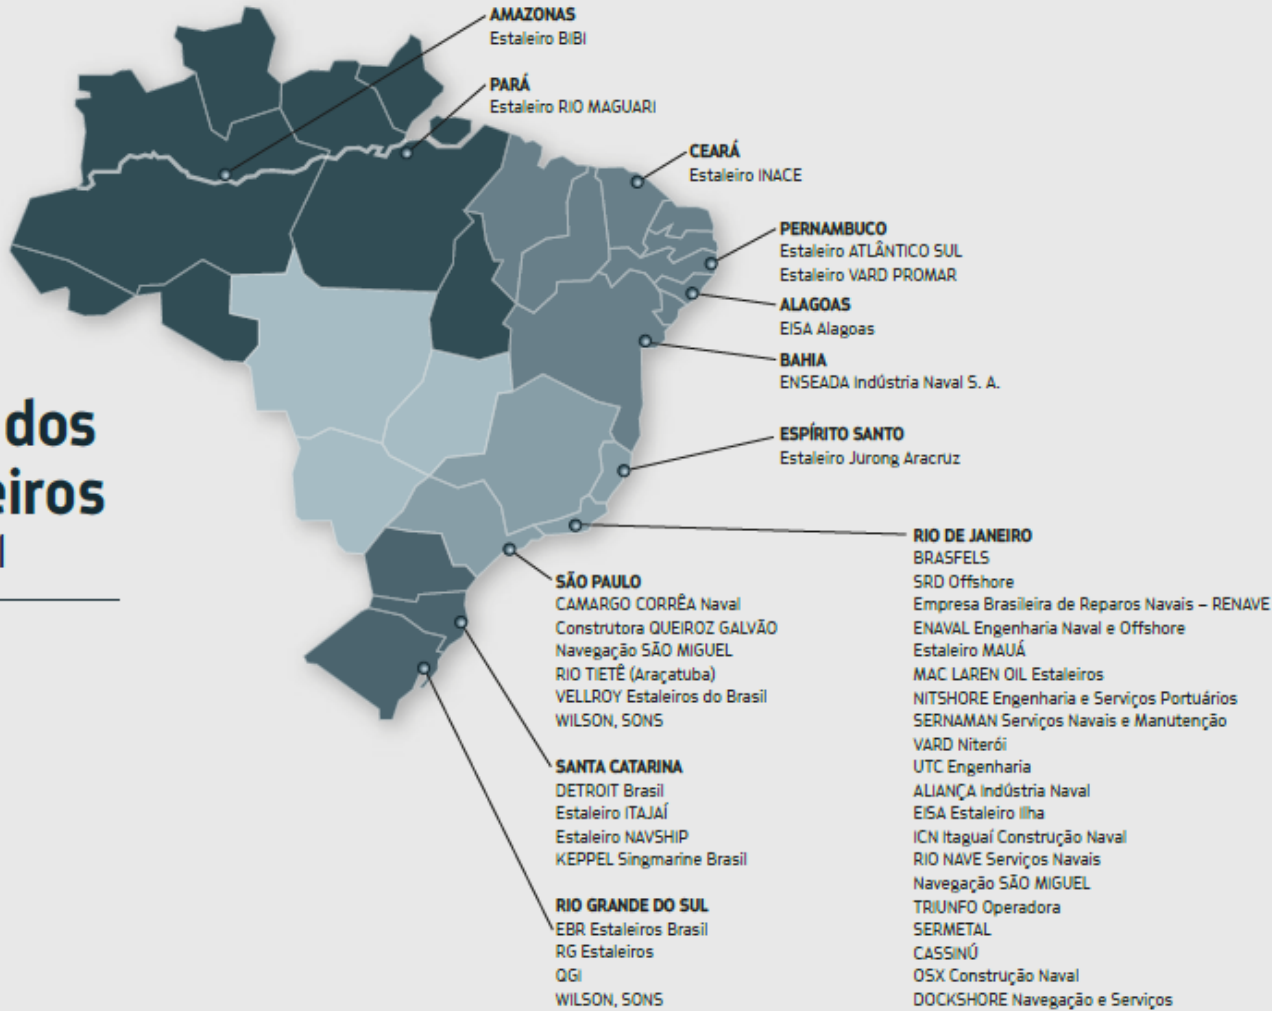 AMAZONAS
Estaleiro BIBI
PARÁ
Estaleiro RIO MAGUARI
CEARÁ
Estaleiro INACE
PERNAMBUCO
Estaleiro ATLÂNTICO SUL
Estaleiro VARD PROMAR
ALAGOAS
EISA Alagoas
BAHIA
ENSEADA Indústria Naval S. A.
ESPÍRITO SANTO
Estaleiro Jurong Aracruz
dos
eiros
RIO DE JANEIRO
BRASFELS
SRD Offshore
Empresa Brasileira de Reparos Navais – RENAVE
ENAVAL Engenharia Naval e Offshore
Estaleiro MAUÁ
MAC LAREN OIL Estaleiros
NITSHORE Engenharia e Serviços Portuários
SERNAMAN Serviços Navais e Manutenção
VARD Niterói
UTC Engenharia
ALIANÇA Indústria Naval
EISA Estaleiro Ilha
ICN Itaguaí Construção Naval
RIO NAVE Serviços Navais
Navegação SÃO MIGUEL
TRIUNFO Operadora
SERMETAL
CASSINÚ
OSX Construção Naval
DOCKSHORE Navegação e Serviços
SÃO PAULO
CAMARGO CORRÊA Naval
Construtora QUEIROZ GALVÃO
Navegação SÃO MIGUEL
RIO TIETÊ (Araçatuba)
VELLROY Estaleiros do Brasil
WILSON, SONS
SANTA CATARINA
DETROIT Brasil
Estaleiro ITAJAÍ
Estaleiro NAVSHIP
KEPPEL Singmarine Brasil
RIO GRANDE DO SUL
EBR Estaleiros Brasil
RG Estaleiros
QGI
WILSON, SONS